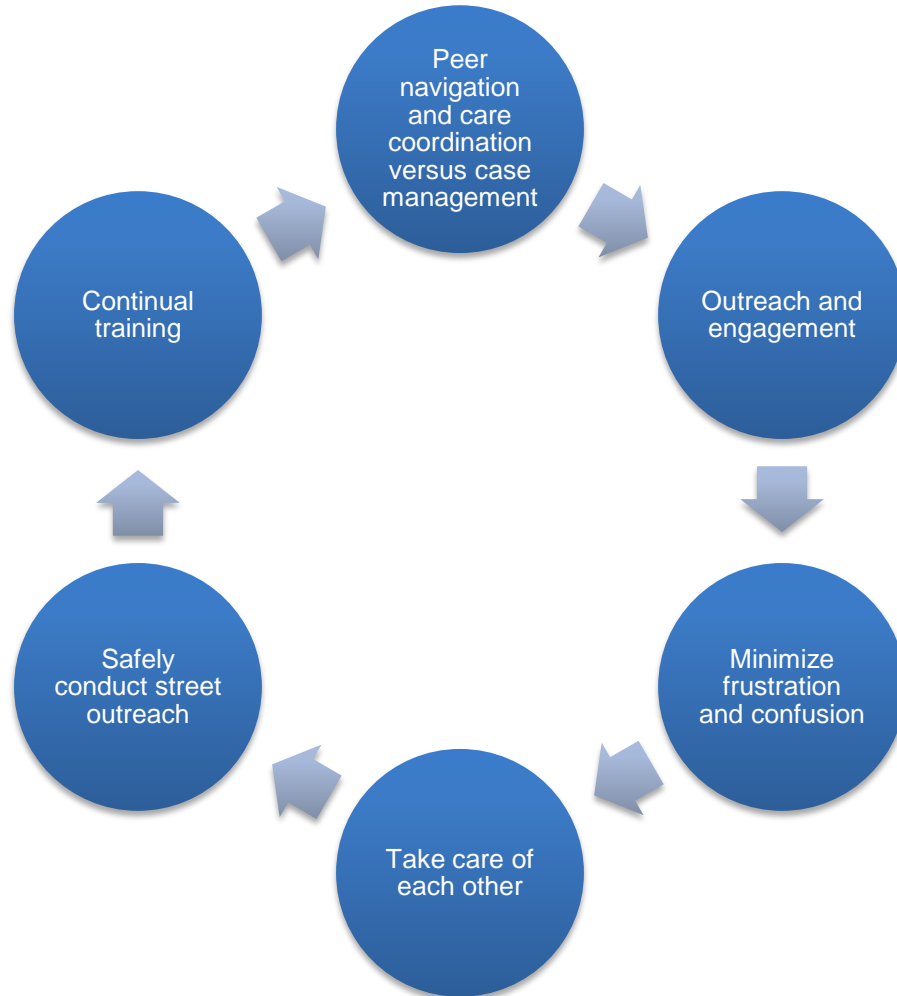 Peer
navigation
and care
coordination
versus case
management
Outreach and
engagement
Minimize
frustration
and confusion
Take care of
each other
Safely
conduct street
outreach
Continual
training